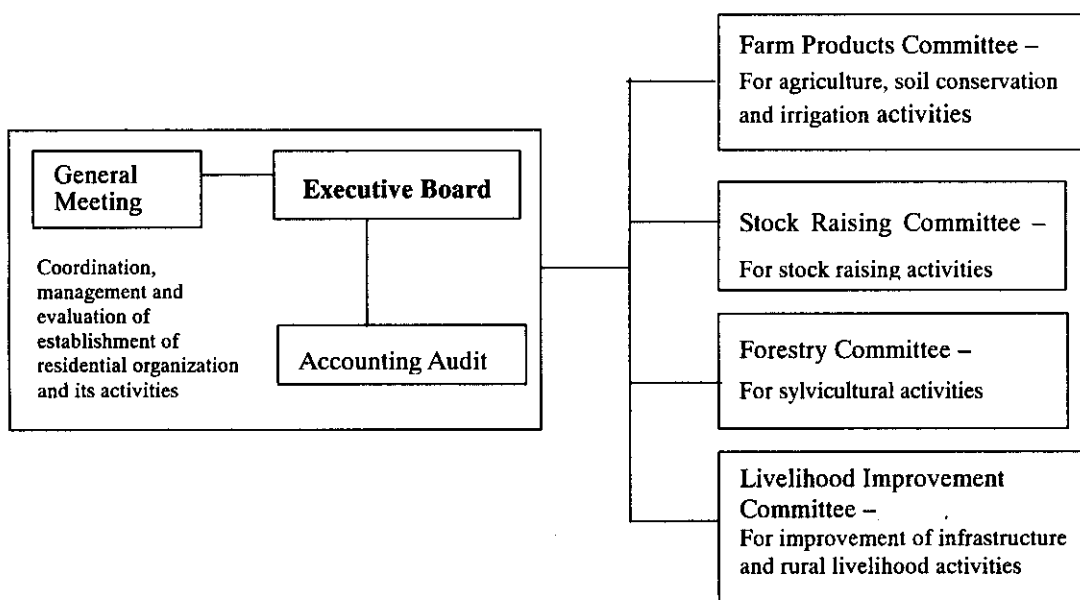 General
Meeting
Executive Board
Coordination,
management and
evaluation of
establishment of
residential organization
and its activities
Accounting Audit
Farm Products Committee –
For agriculture, soil conservation
and irrigation activities
Stock Raising Committee –
For stock raising activities
Forestry Committee –
For sylvicultural activities
Livelihood Improvement
Committee –
For improvement of infrastructure
and rural livelihood activities